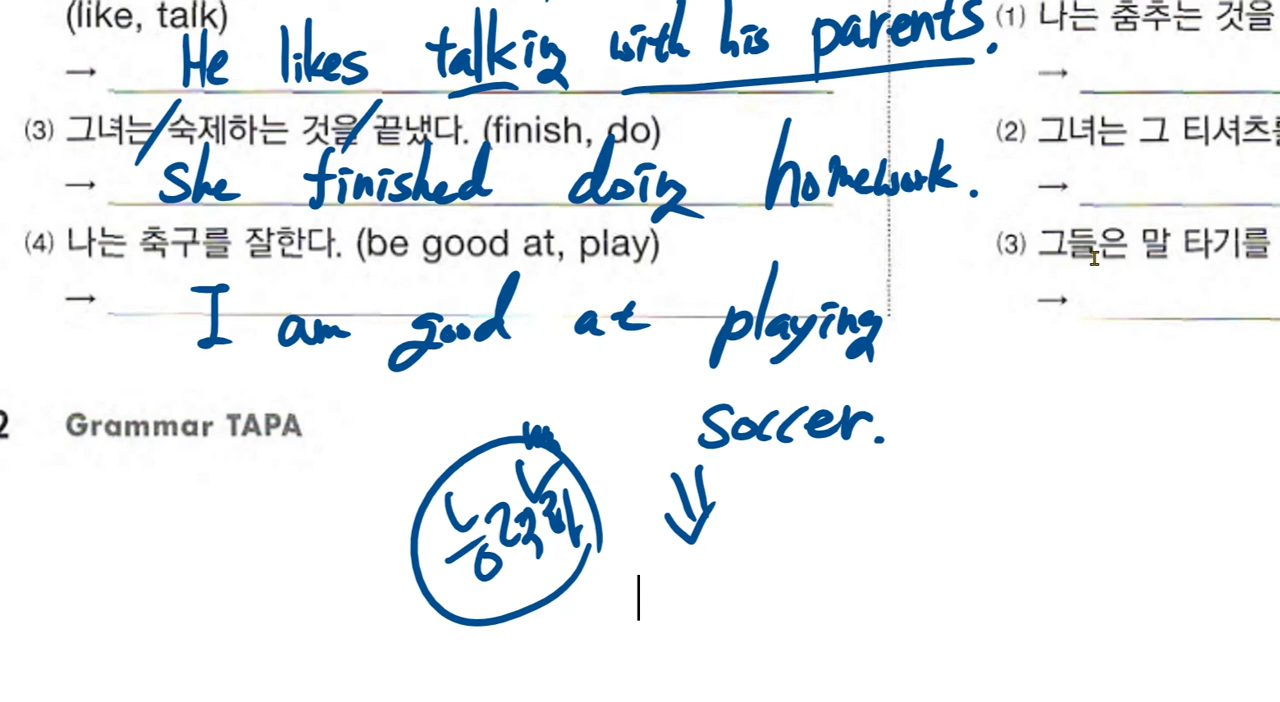 (like, talk)
→ He likes talking with his parents.
(3) 그녀는 숙제하는 것을 끝냈다. (finish, do)
→ She finished doing homework.
(4) 나는 축구를 잘한다. (be good at, play)
→ I am good at playing
soccer.
2 Grammar TAPA
(1) 나는 춤추는 것을
→
(2) 그녀는 그 티셔츠를
→
(3) 그들은 말 타기를
→